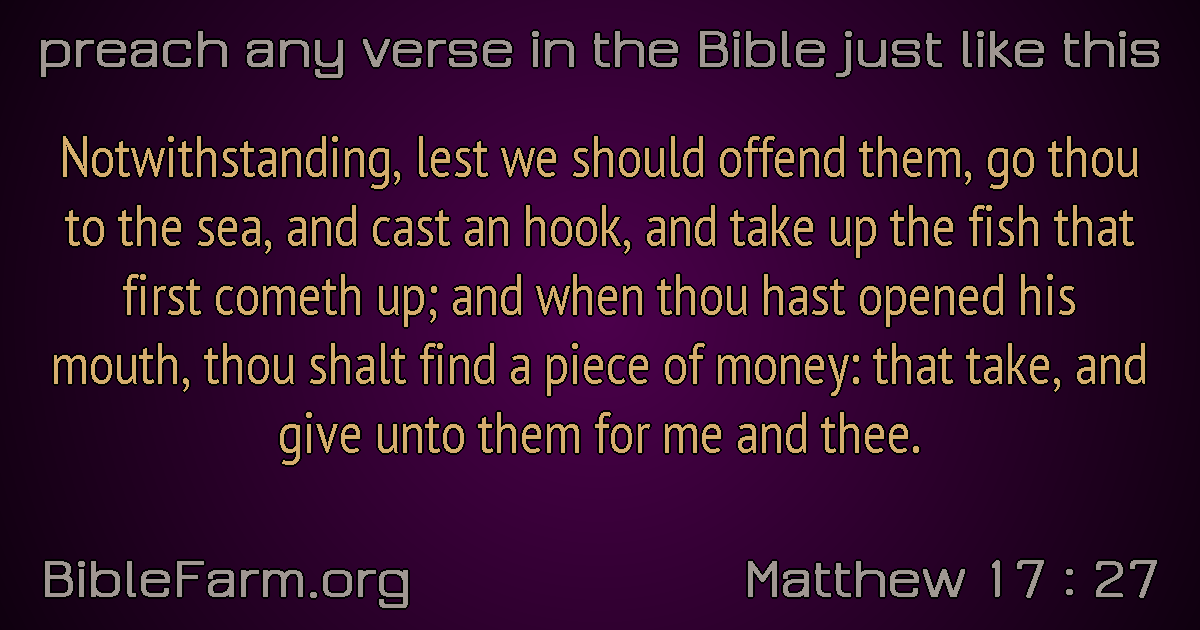 preach any verse in the Bible just like this
Notwithstanding, lest we should offend them, go thou
to the sea, and cast an hook, and take up the fish that
first cometh up; and when thou hast opened his
mouth, thou shalt find a piece of money: that take, and
give unto them for me and thee.
BibleFarm.org
Matthew 17 : 27